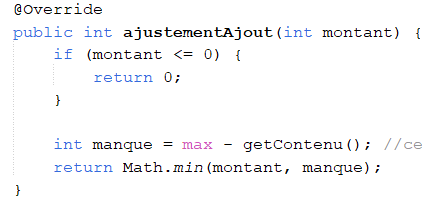 @Override
public int ajustementAjout(int montant) {
if (montant <= 0) {
return 0;
}
int manque = max - getContenu(); //ce
return Math.min(montant, manque);
}